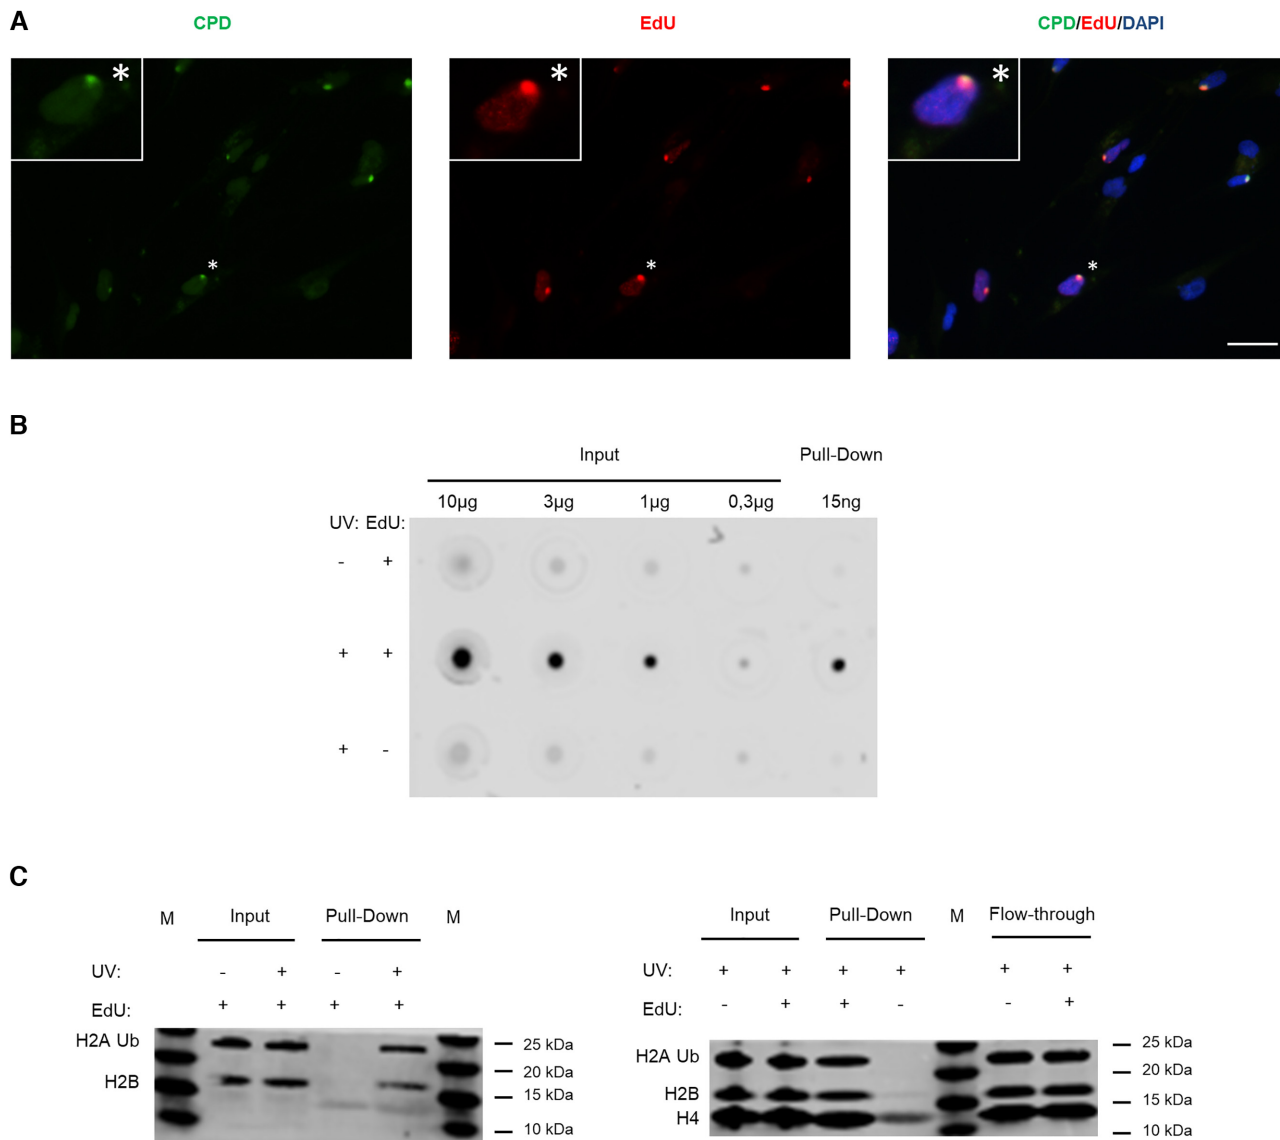 A
CPD EdU CPD/EdU/DAPI
* * *
* * *
B
Input Pull-Down
10µg 3µg 1µg 0,3µg 15ng
UV: EdU:
- +
+ +
+ -
C
M Input Pull-Down M
UV: - + - +
EdU: + + + +
H2A Ub
H2B
25 kDa
20 kDa
15 kDa
10 kDa
Input Pull-Down M Flow-through
UV: + + + + + +
EdU: - + + - - +
H2A Ub
H2B
H4
25 kDa
20 kDa
15 kDa
10 kDa